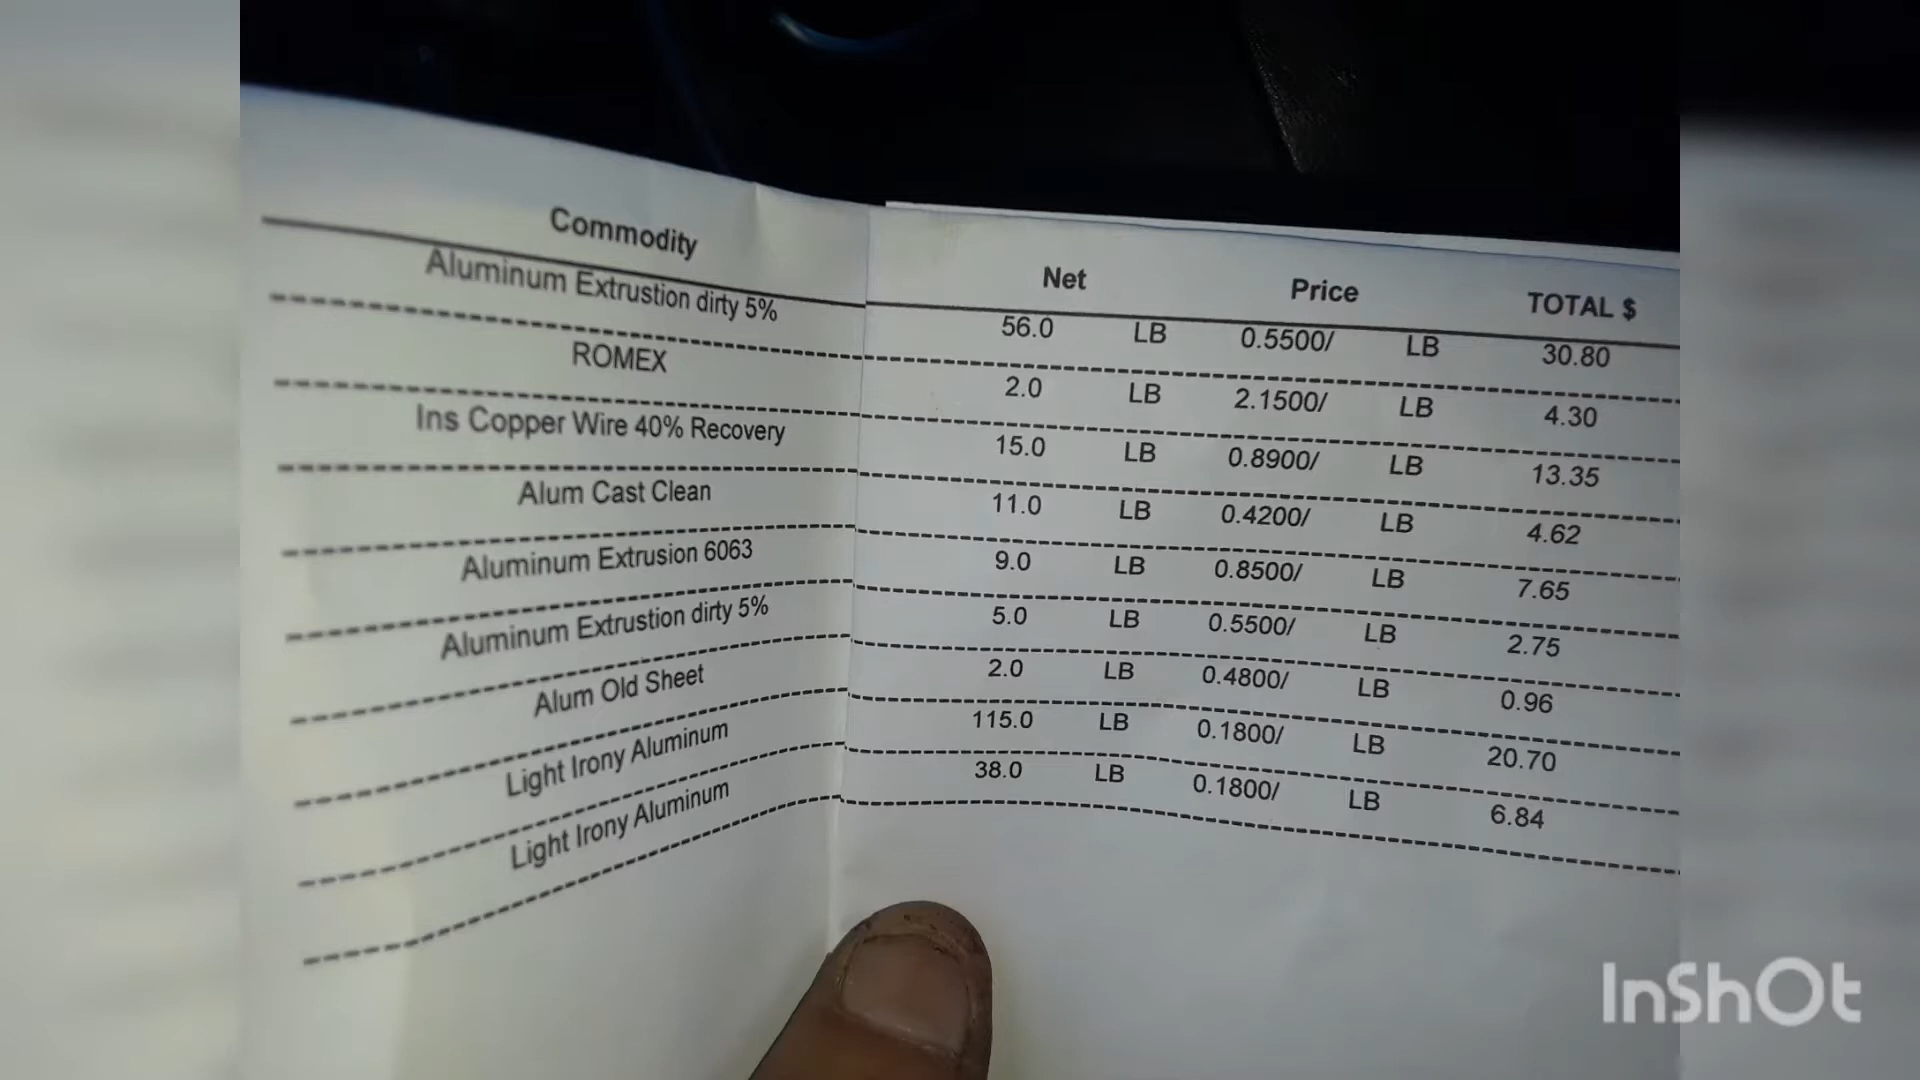 Commodity Net Price TOTAL $
Aluminum Extrustion dirty 5% 56.0 LB 0.5500/ LB 30.80
ROMEX 2.0 LB 2.1500/ LB 4.30
Ins Copper Wire 40% Recovery 15.0 LB 0.8900/ LB 13.35
Alum Cast Clean 11.0 LB 0.4200/ LB 4.62
Aluminum Extrusion 6063 9.0 LB 0.8500/ LB 7.65
Aluminum Extrustion dirty 5% 5.0 LB 0.5500/ LB 2.75
Alum Old Sheet 2.0 LB 0.4800/ LB 0.96
Light Irony Aluminum 115.0 LB 0.1800/ LB 20.70
Light Irony Aluminum 38.0 LB 0.1800/ LB 6.84
InShOt